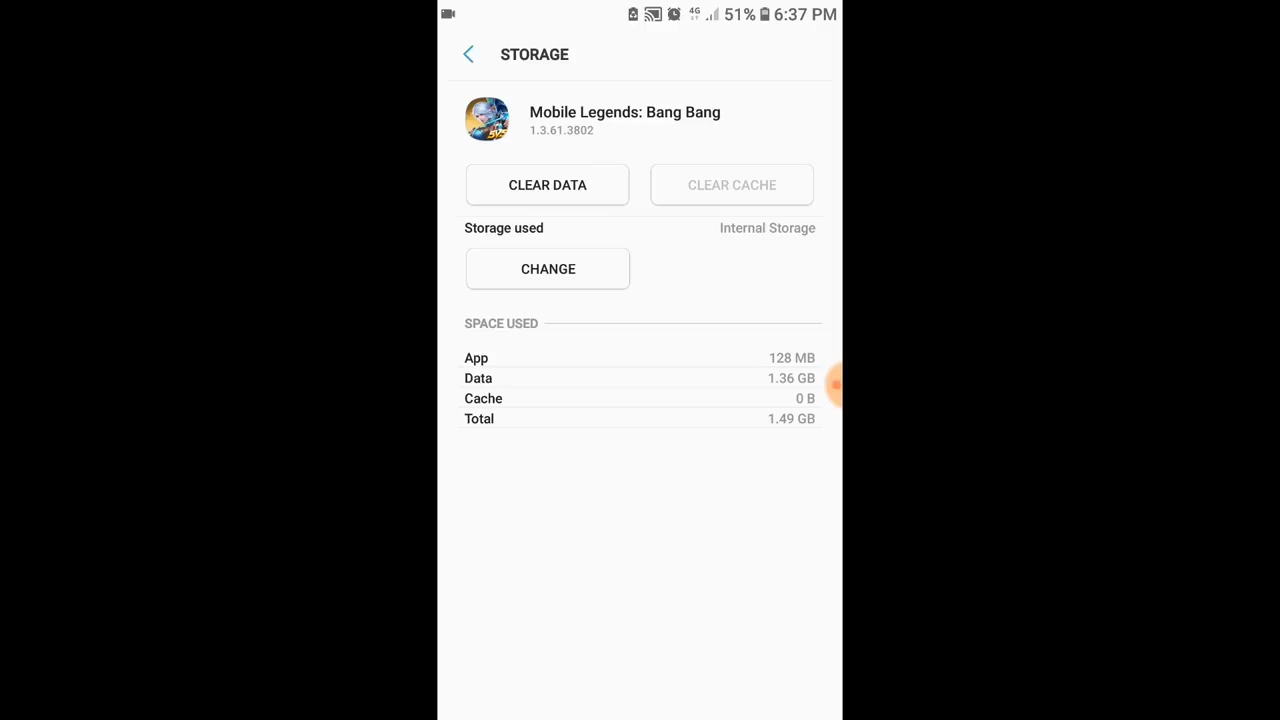 4G 51% 6:37 PM
STORAGE
Mobile Legends: Bang Bang
1.3.61.3802
CLEAR DATA CLEAR CACHE
Storage used Internal Storage
CHANGE
SPACE USED
App 128 MB
Data 1.36 GB
Cache 0 B
Total 1.49 GB